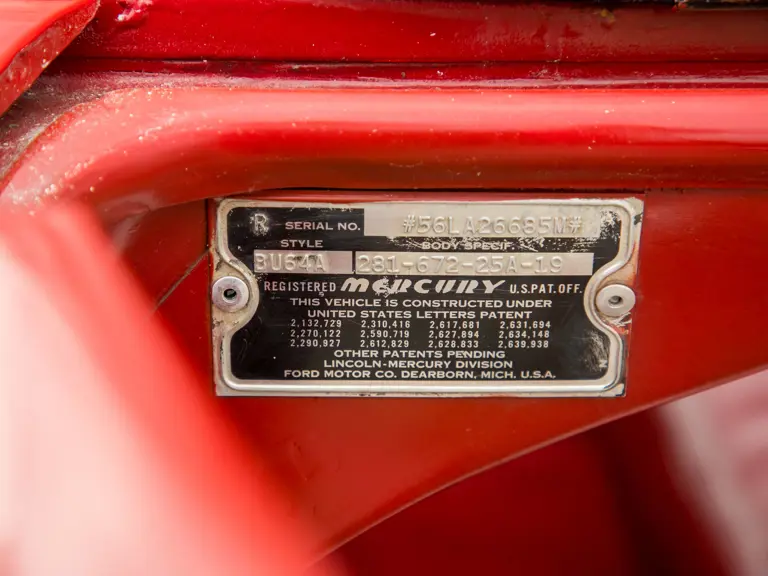 R SERIAL NO. #56LA26685M#
STYLE BODY SPECIF.
BU64A 281-672-25A-19
REGISTERED MERCURY U.S.PAT.OFF.
THIS VEHICLE IS CONSTRUCTED UNDER
UNITED STATES LETTERS PATENT
2,132,729 2,310,416 2,617,681 2,631,694
2,270,122 2,590,719 2,627,894 2,634,148
2,290,927 2,612,829 2,628,833 2,639,938
OTHER PATENTS PENDING
LINCOLN-MERCURY DIVISION
FORD MOTOR CO. DEARBORN, MICH. U.S.A.